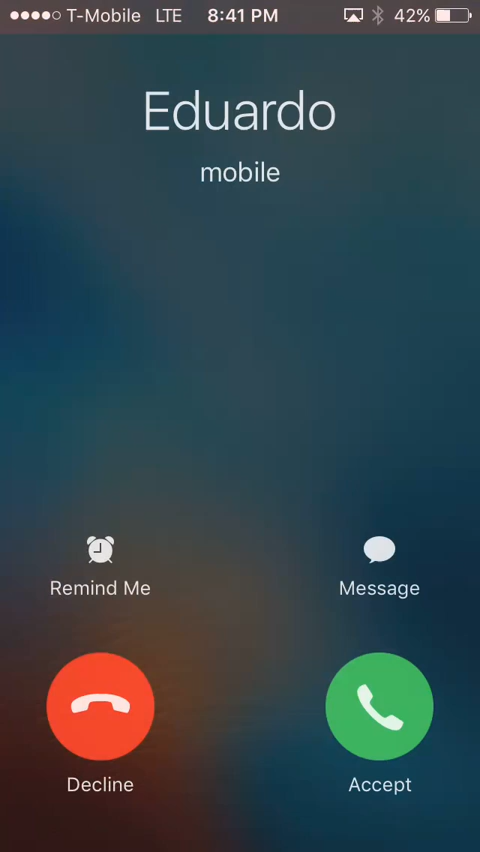 T-Mobile LTE 8:41 PM 42%
Eduardo
mobile
Remind Me Message
Decline Accept